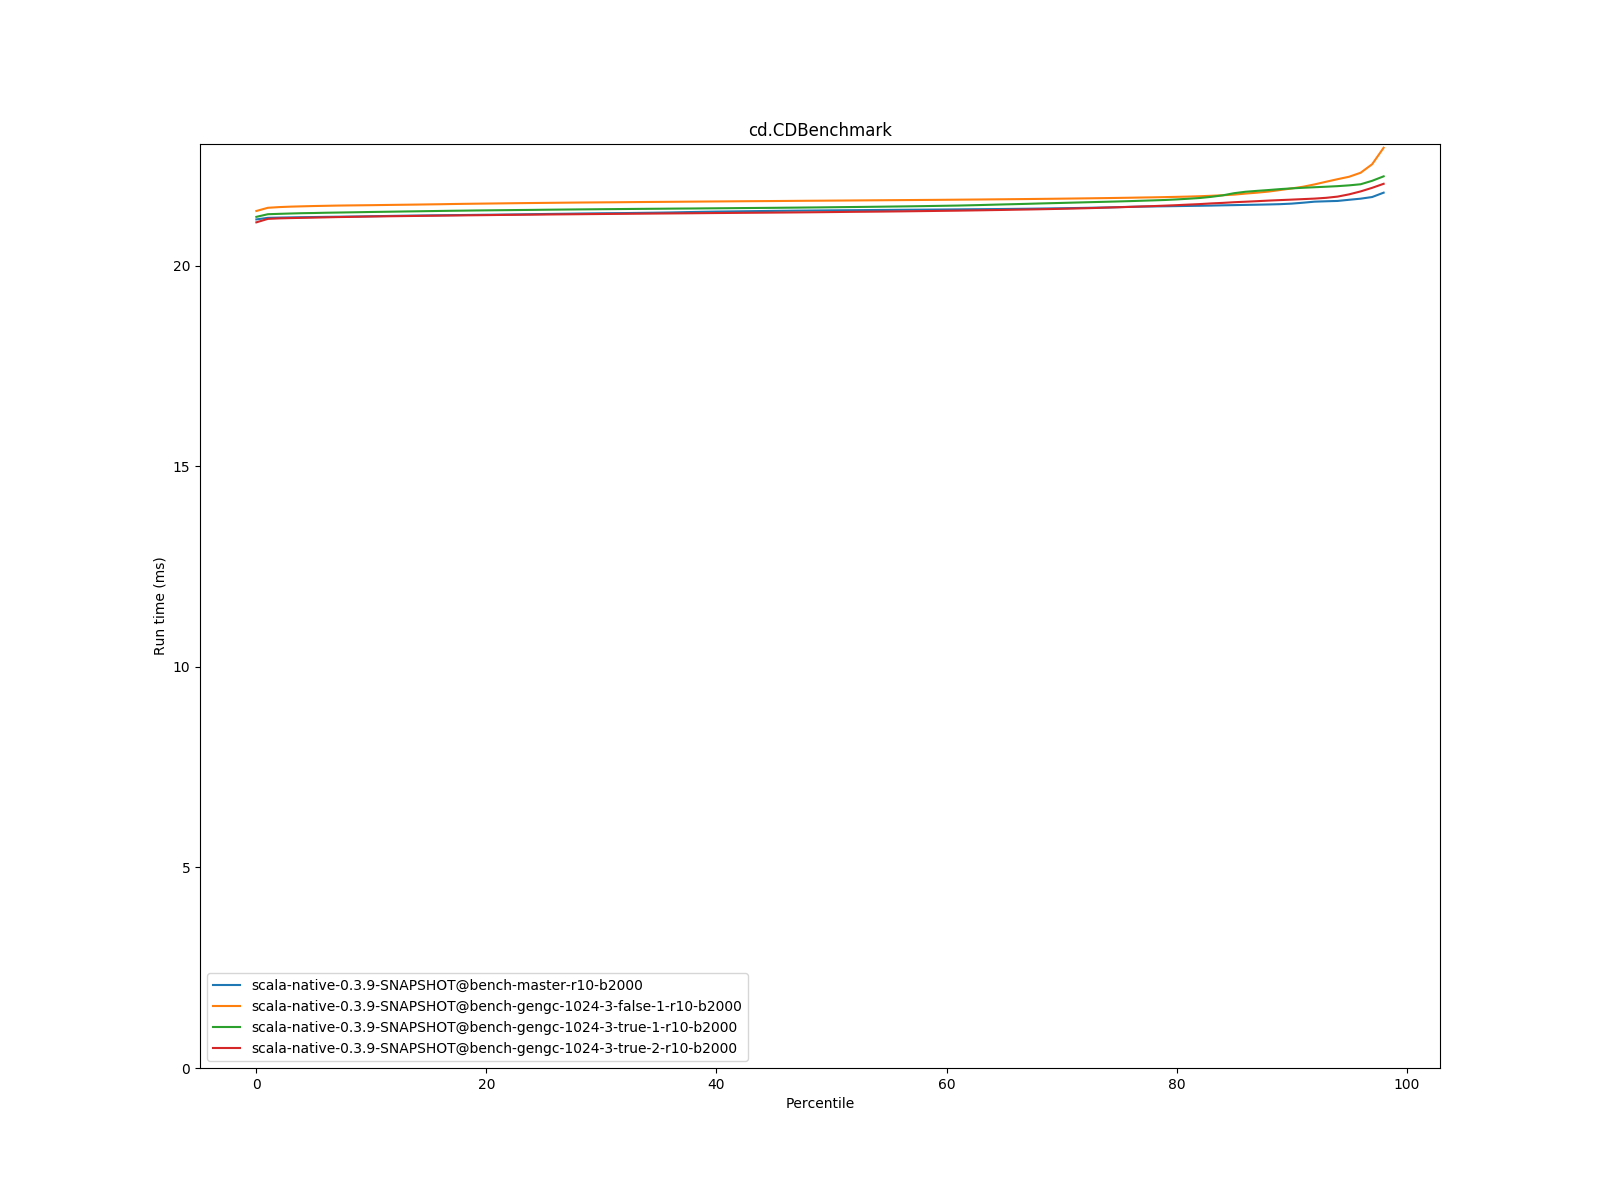 cd.CDBenchmark
Run time (ms)
20
15
10
5
0
scala-native-0.3.9-SNAPSHOT@bench-master-r10-b2000
scala-native-0.3.9-SNAPSHOT@bench-gengc-1024-3-false-1-r10-b2000
scala-native-0.3.9-SNAPSHOT@bench-gengc-1024-3-true-1-r10-b2000
scala-native-0.3.9-SNAPSHOT@bench-gengc-1024-3-true-2-r10-b2000
0 20 40 60 80 100
Percentile